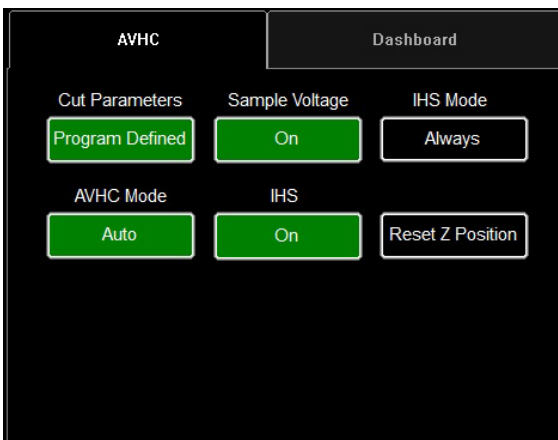 AVHC Dashboard
Cut Parameters Sample Voltage IHS Mode
Program Defined On Always
AVHC Mode IHS
Auto On Reset Z Position